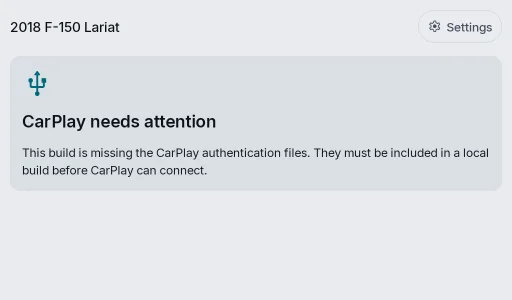 2018 F-150 Lariat
Settings
CarPlay needs attention
This build is missing the CarPlay authentication files. They must be included in a local
build before CarPlay can connect.